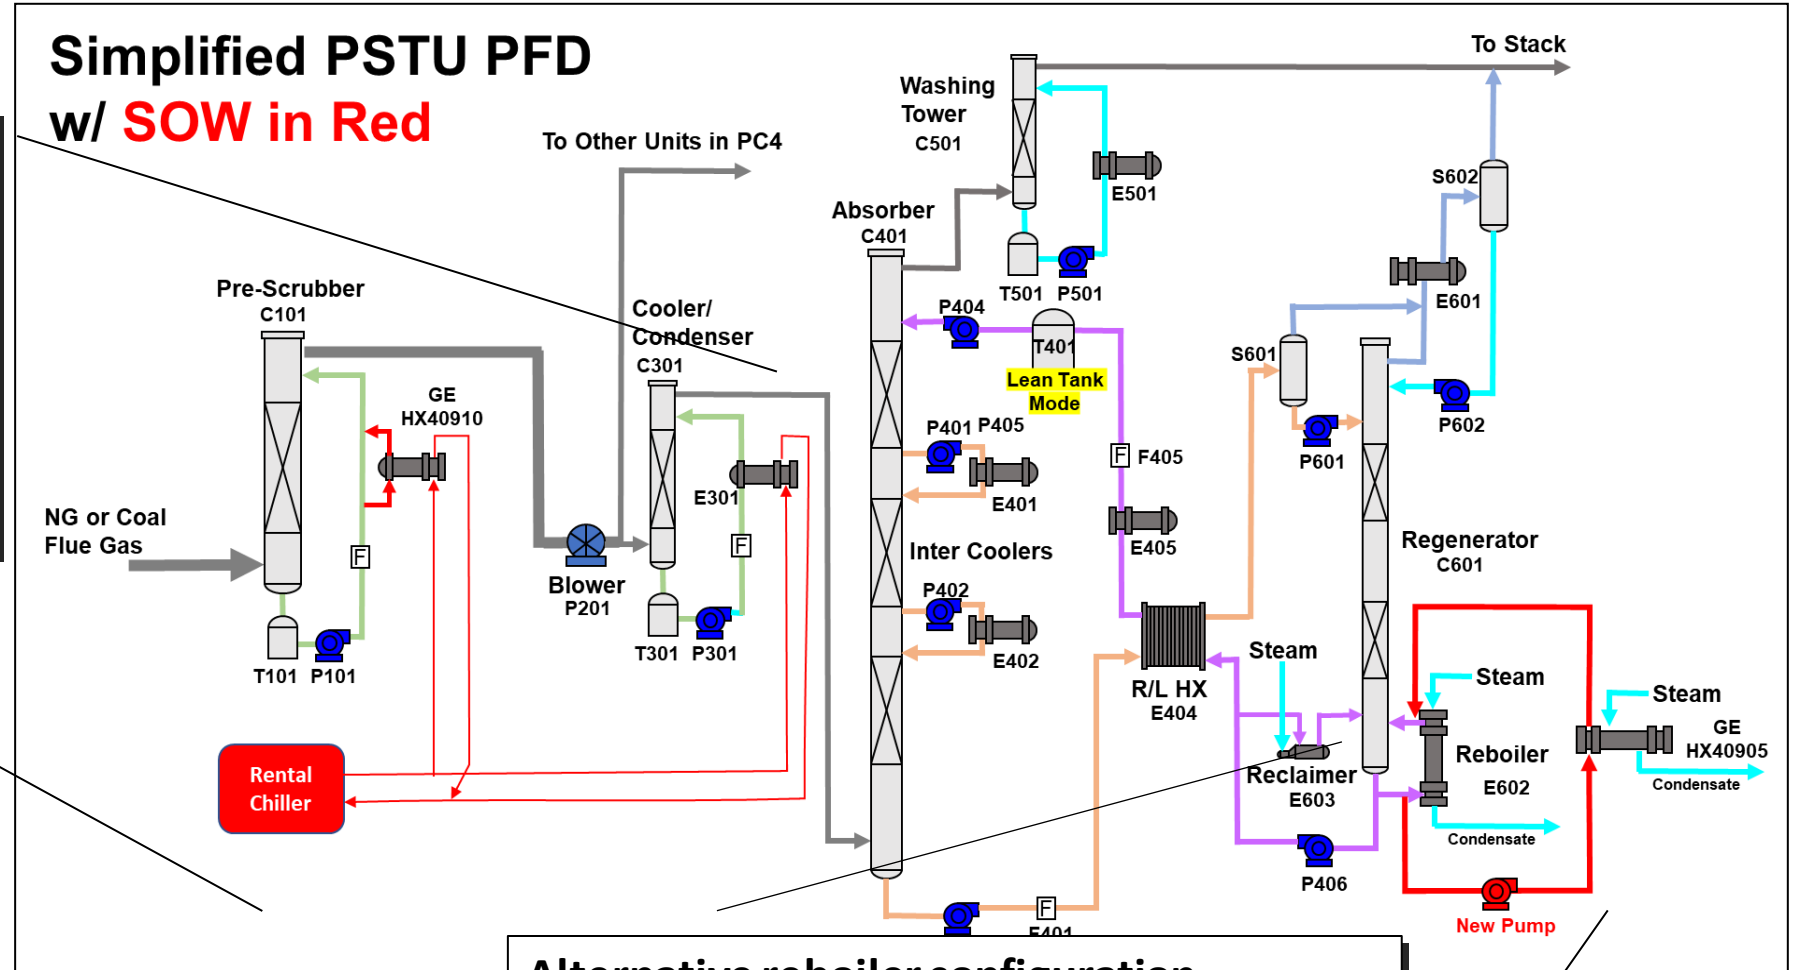 Simplified PSTU PFD
w/ SOW in Red
To Stack
Washing
Tower
C501
To Other Units in PC4
E501
S602
Absorber
C401
T501
P501
E601
Pre-Scrubber
C101
Cooler/
Condenser
C301
P404
T401
Lean Tank
Mode
S601
P602
GE
HX40910
P401
P405
E401
F
F405
P601
E301
NG or Coal
Flue Gas
F
F
E405
Blower
P201
Inter Coolers
Regenerator
C601
P402
E402
T101
P101
T301
P301
R/L HX
E404
Steam
Steam
Steam
GE
HX40905
Condensate
Reboiler
E602
Condensate
Rental
Chiller
Reclaimer
E603
P406
New Pump
F
Alternative reboiler configuration